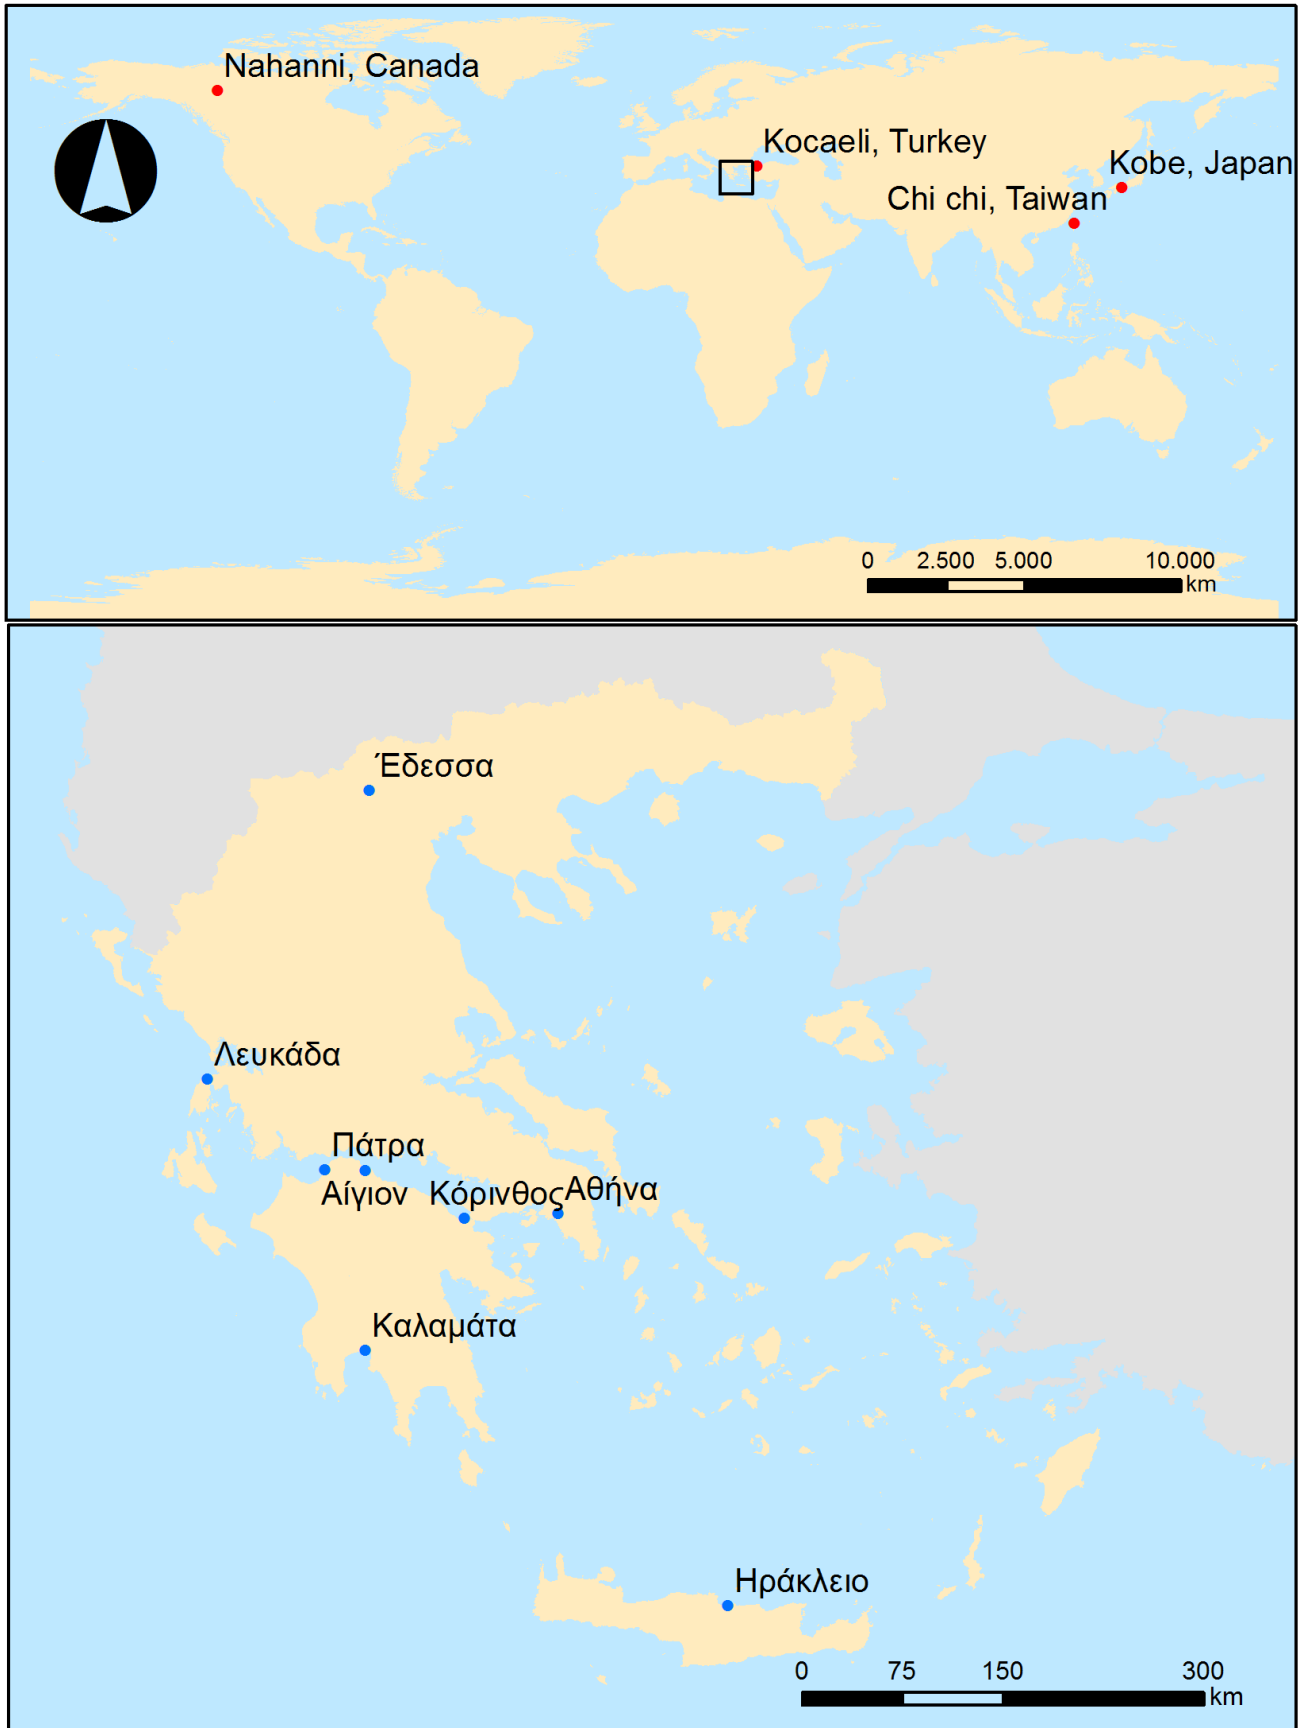 Nahanni, Canada
Kocaeli, Turkey
Kobe, Japan
Chi chi, Taiwan
0 2.500 5.000 10.000
km
Έδεσσα
Λευκάδα
Πάτρα
Αίγιον Κόρινθος Αθήνα
Καλαμάτα
Ηράκλειο
0 75 150 300
km